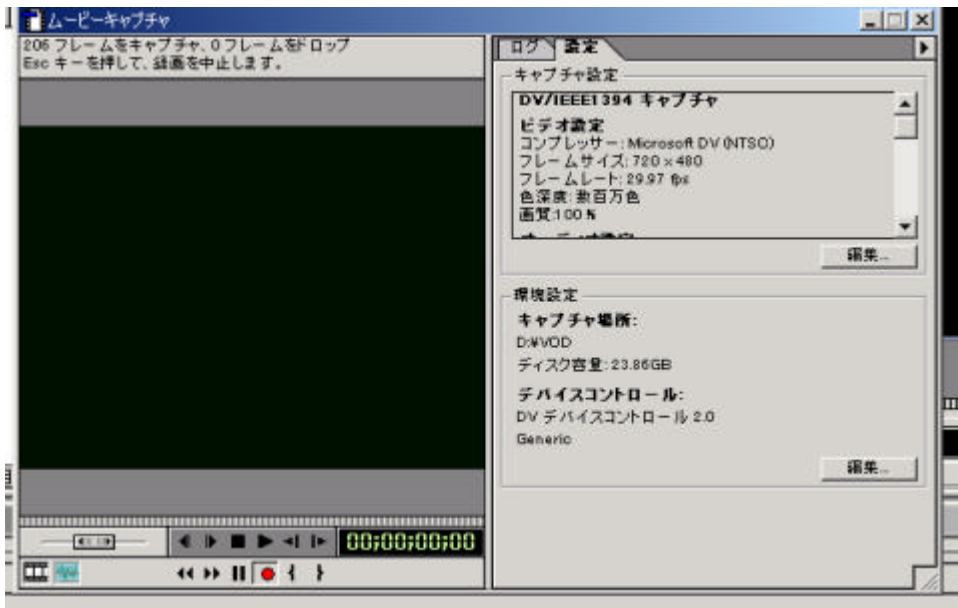 ムービーキャプチャ
206 フレームをキャプチャ、0 フレームをドロップ
Esc キーを押して、録画を中止します。
ログ 設定
キャプチャ設定
DV/IEEE1394 キャプチャ
ビデオ設定
コンプレッサー: Microsoft DV (NTSC)
フレームサイズ: 720 × 480
フレームレート: 29.97 fps
色深度: 数百万色
画質:100 %
オーディオ設定
編集...
環境設定
キャプチャ場所:
D:¥VOD
ディスク容量: 23.86GB
デバイスコントロール:
DV デバイスコントロール 2.0
Generic
編集...
00;00;00;00